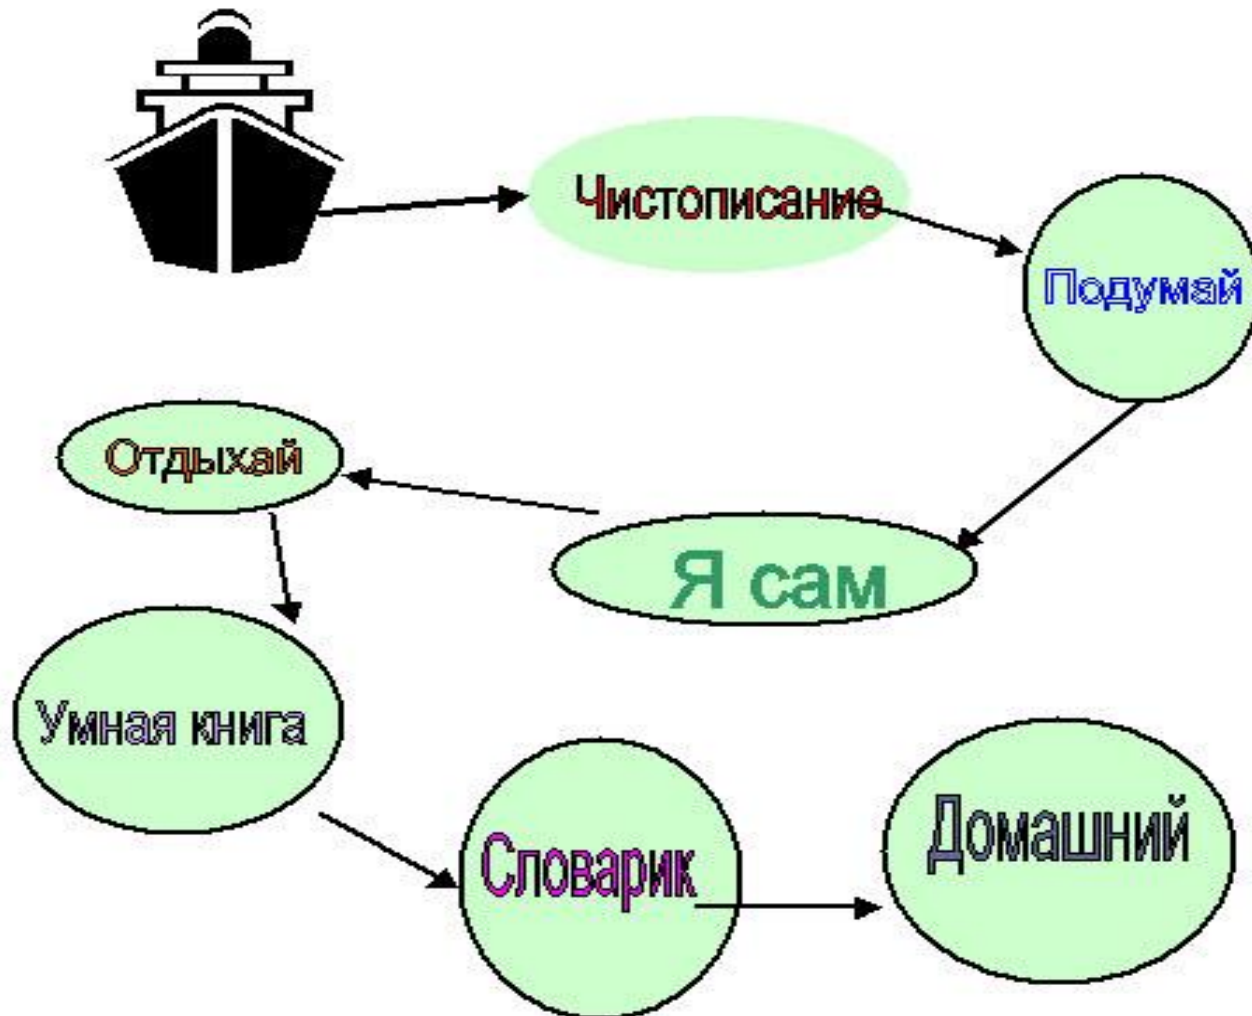 Чистописание
Подумай
Я сам
Отдыхай
Умная книга
Словарик
Домашний